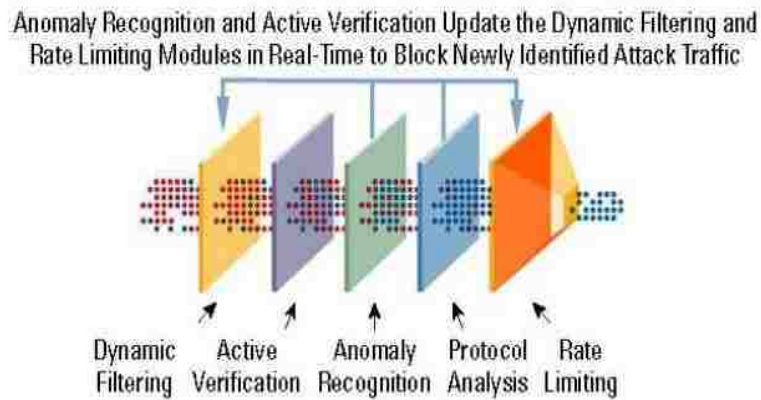 Anomaly Recognition and Active Verification Update the Dynamic Filtering and
Rate Limiting Modules in Real-Time to Block Newly Identified Attack Traffic
Dynamic Filtering
Active Verification
Anomaly Recognition
Protocol Analysis
Rate Limiting